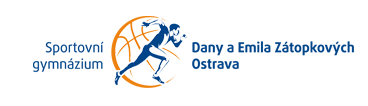 Sportovní
gymnázium
Dany a Emila Zátopkových
Ostrava